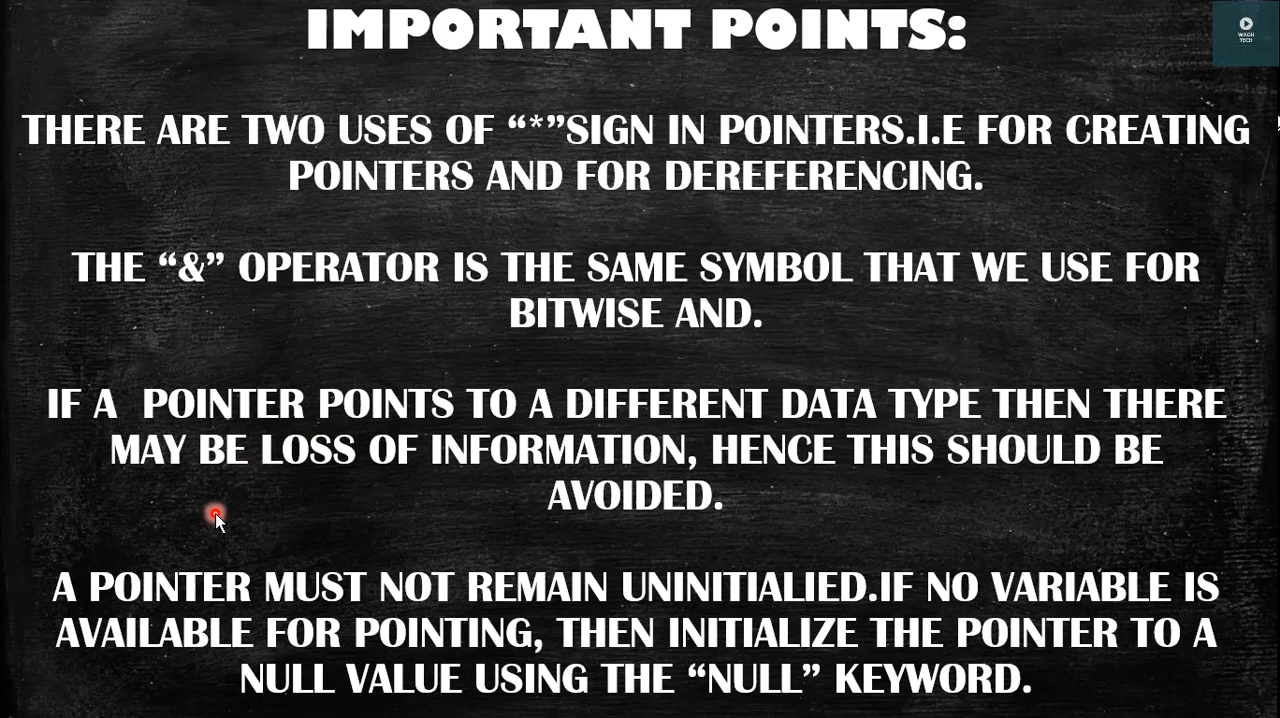 IMPORTANT POINTS:
WAGH
TECH
THERE ARE TWO USES OF “*”SIGN IN POINTERS.I.E FOR CREATING
POINTERS AND FOR DEREFERENCING.
THE “&” OPERATOR IS THE SAME SYMBOL THAT WE USE FOR
BITWISE AND.
IF A POINTER POINTS TO A DIFFERENT DATA TYPE THEN THERE
MAY BE LOSS OF INFORMATION, HENCE THIS SHOULD BE
AVOIDED.
A POINTER MUST NOT REMAIN UNINITIALIED.IF NO VARIABLE IS
AVAILABLE FOR POINTING, THEN INITIALIZE THE POINTER TO A
NULL VALUE USING THE “NULL” KEYWORD.